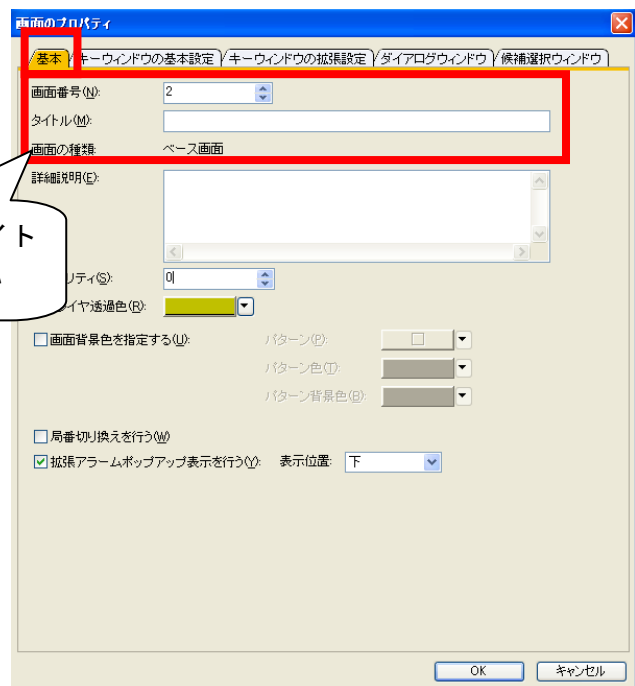 画面のプロパティ
基本 キーウィンドウの基本設定 キーウィンドウの拡張設定 ダイアログウィンドウ 候補選択ウィンドウ
画面番号(N): 2
タイトル(M):
画面の種類: ベース画面
詳細説明(E):
イト
リティ(S): 0
イヤ透過色(R):
画面背景色を指定する(U): パターン(P):
パターン色(T):
パターン背景色(B):
局番切り換えを行う(W)
拡張アラームポップアップ表示を行う(Y): 表示位置: 下
OK キャンセル